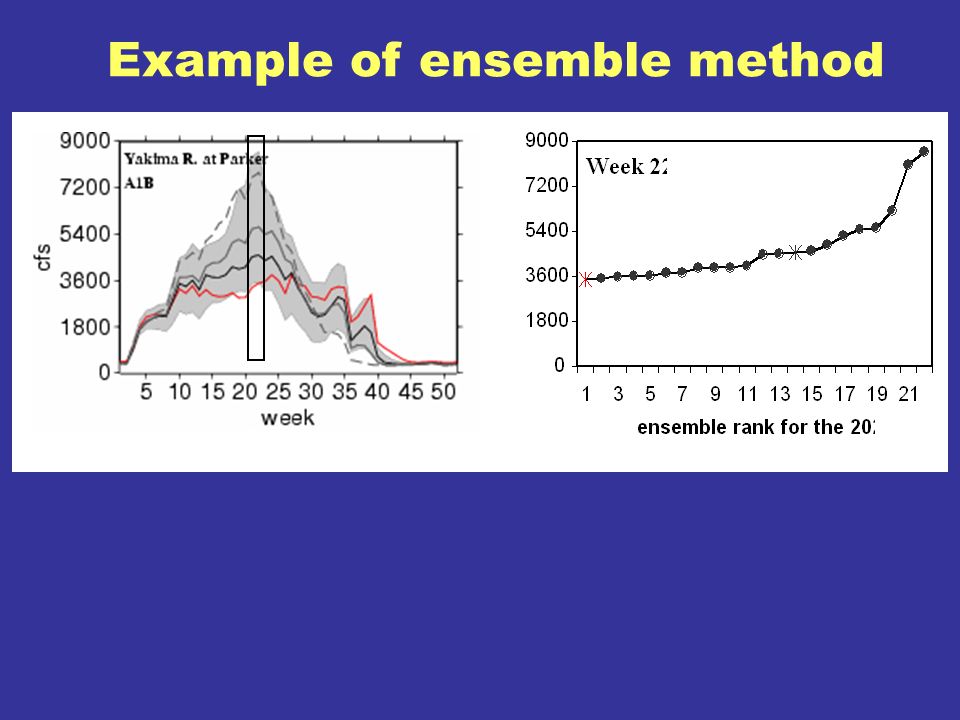 Example of ensemble method
9000
7200
5400
3600
1800
0
cfs
Yakima R. at Parker
A1B
5 10 15 20 25 30 35 40 45 50
week
9000
7200
5400
3600
1800
0
Week 22
1 3 5 7 9 11 13 15 17 19 21
ensemble rank for the 202